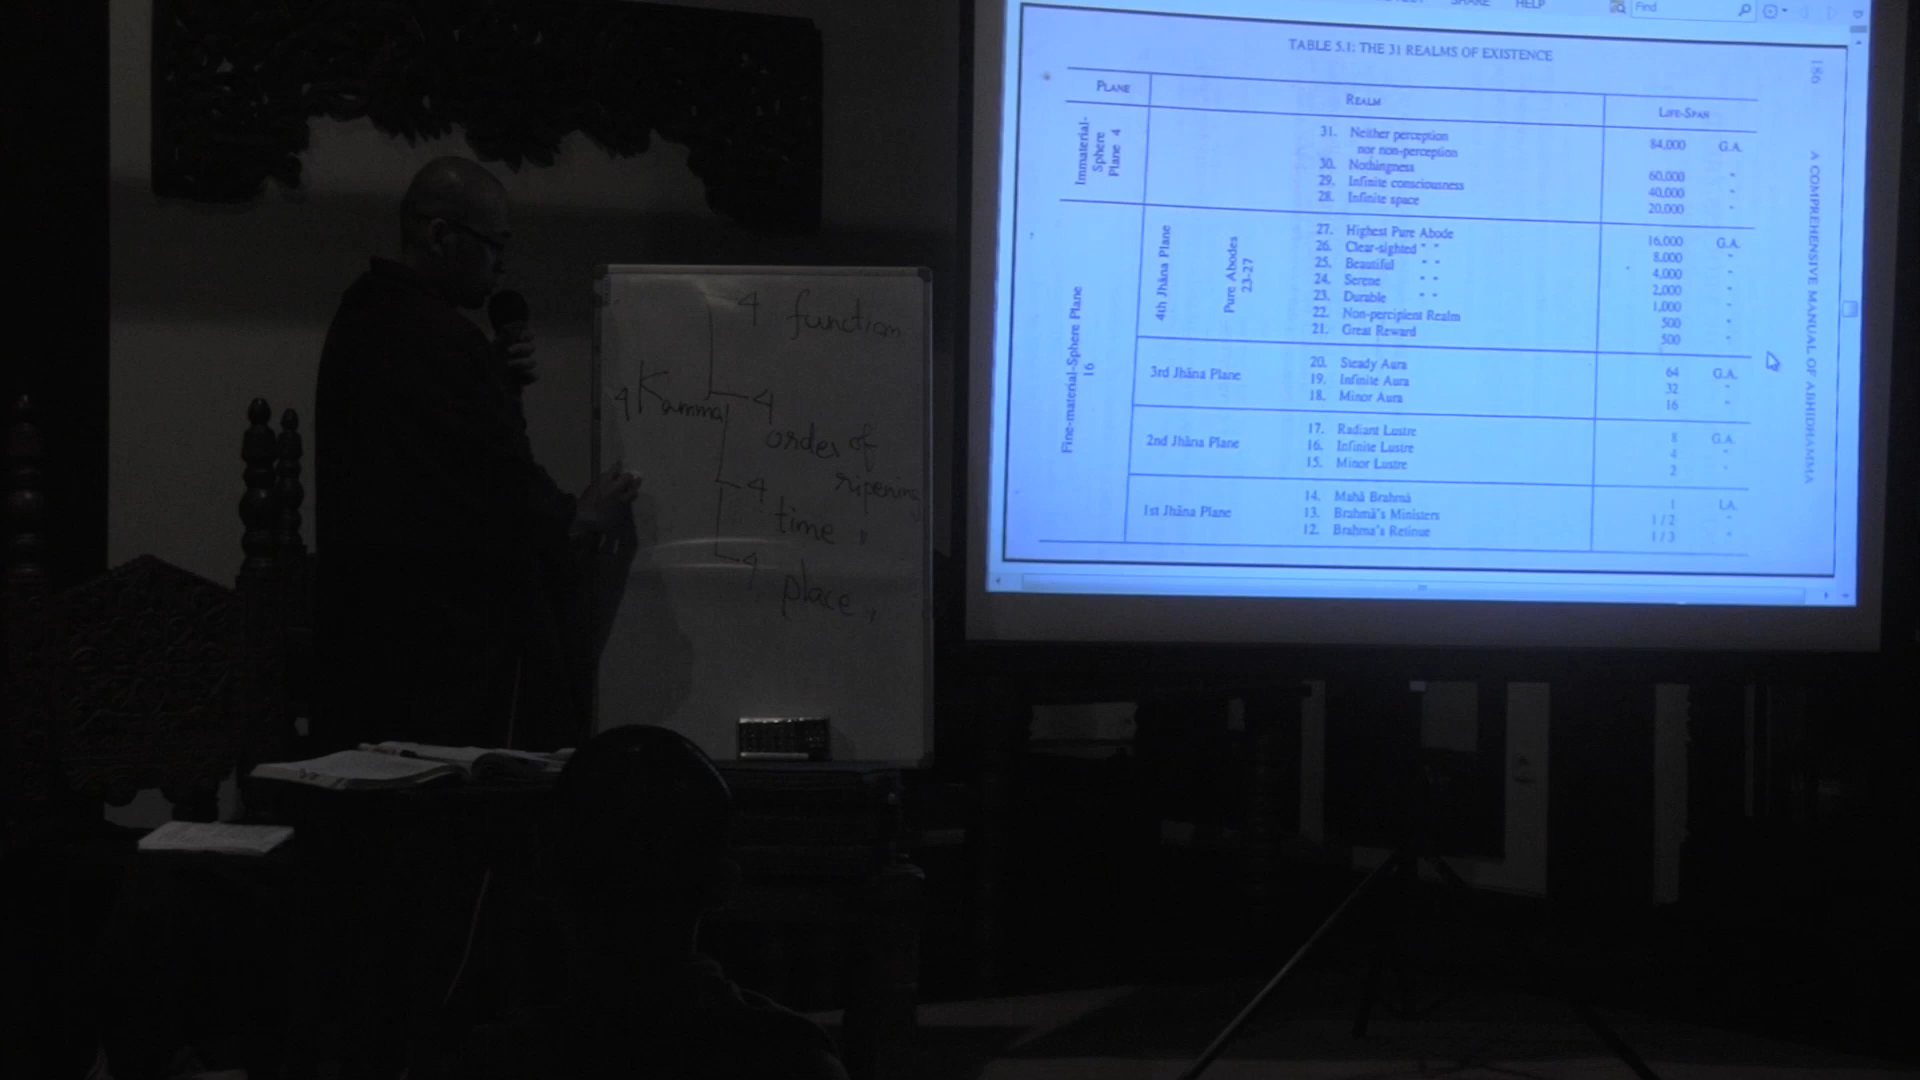 4 function
4 Kamma
4
order of
ripening
4
time "
4
place "
SHARE HELP
Find
TABLE 5.1: THE 31 REALMS OF EXISTENCE
PLANE REALM LIFE-SPAN
Immaterial-
Sphere
Plane 4
31. Neither perception
nor non-perception 84,000 G.A.
30. Nothingness 60,000 "
29. Infinite consciousness 40,000 "
28. Infinite space 20,000 "
Fine-material-Sphere Plane
16
4th Jhāna Plane
Pure Abodes
23-27
27. Highest Pure Abode 16,000 G.A.
26. Clear-sighted " " 8,000 "
25. Beautiful " " 4,000 "
24. Serene " " 2,000 "
23. Durable " " 1,000 "
22. Non-percipient Realm 500 "
21. Great Reward 500 "
3rd Jhāna Plane
20. Steady Aura 64 G.A.
19. Infinite Aura 32 "
18. Minor Aura 16 "
2nd Jhāna Plane
17. Radiant Lustre 8 G.A.
16. Infinite Lustre 4 "
15. Minor Lustre 2 "
1st Jhāna Plane
14. Mahā Brahmā 1 I.A.
13. Brahmā's Ministers 1/2 "
12. Brahma's Retinue 1/3 "
186
A COMPREHENSIVE MANUAL OF ABHIDHAMMA